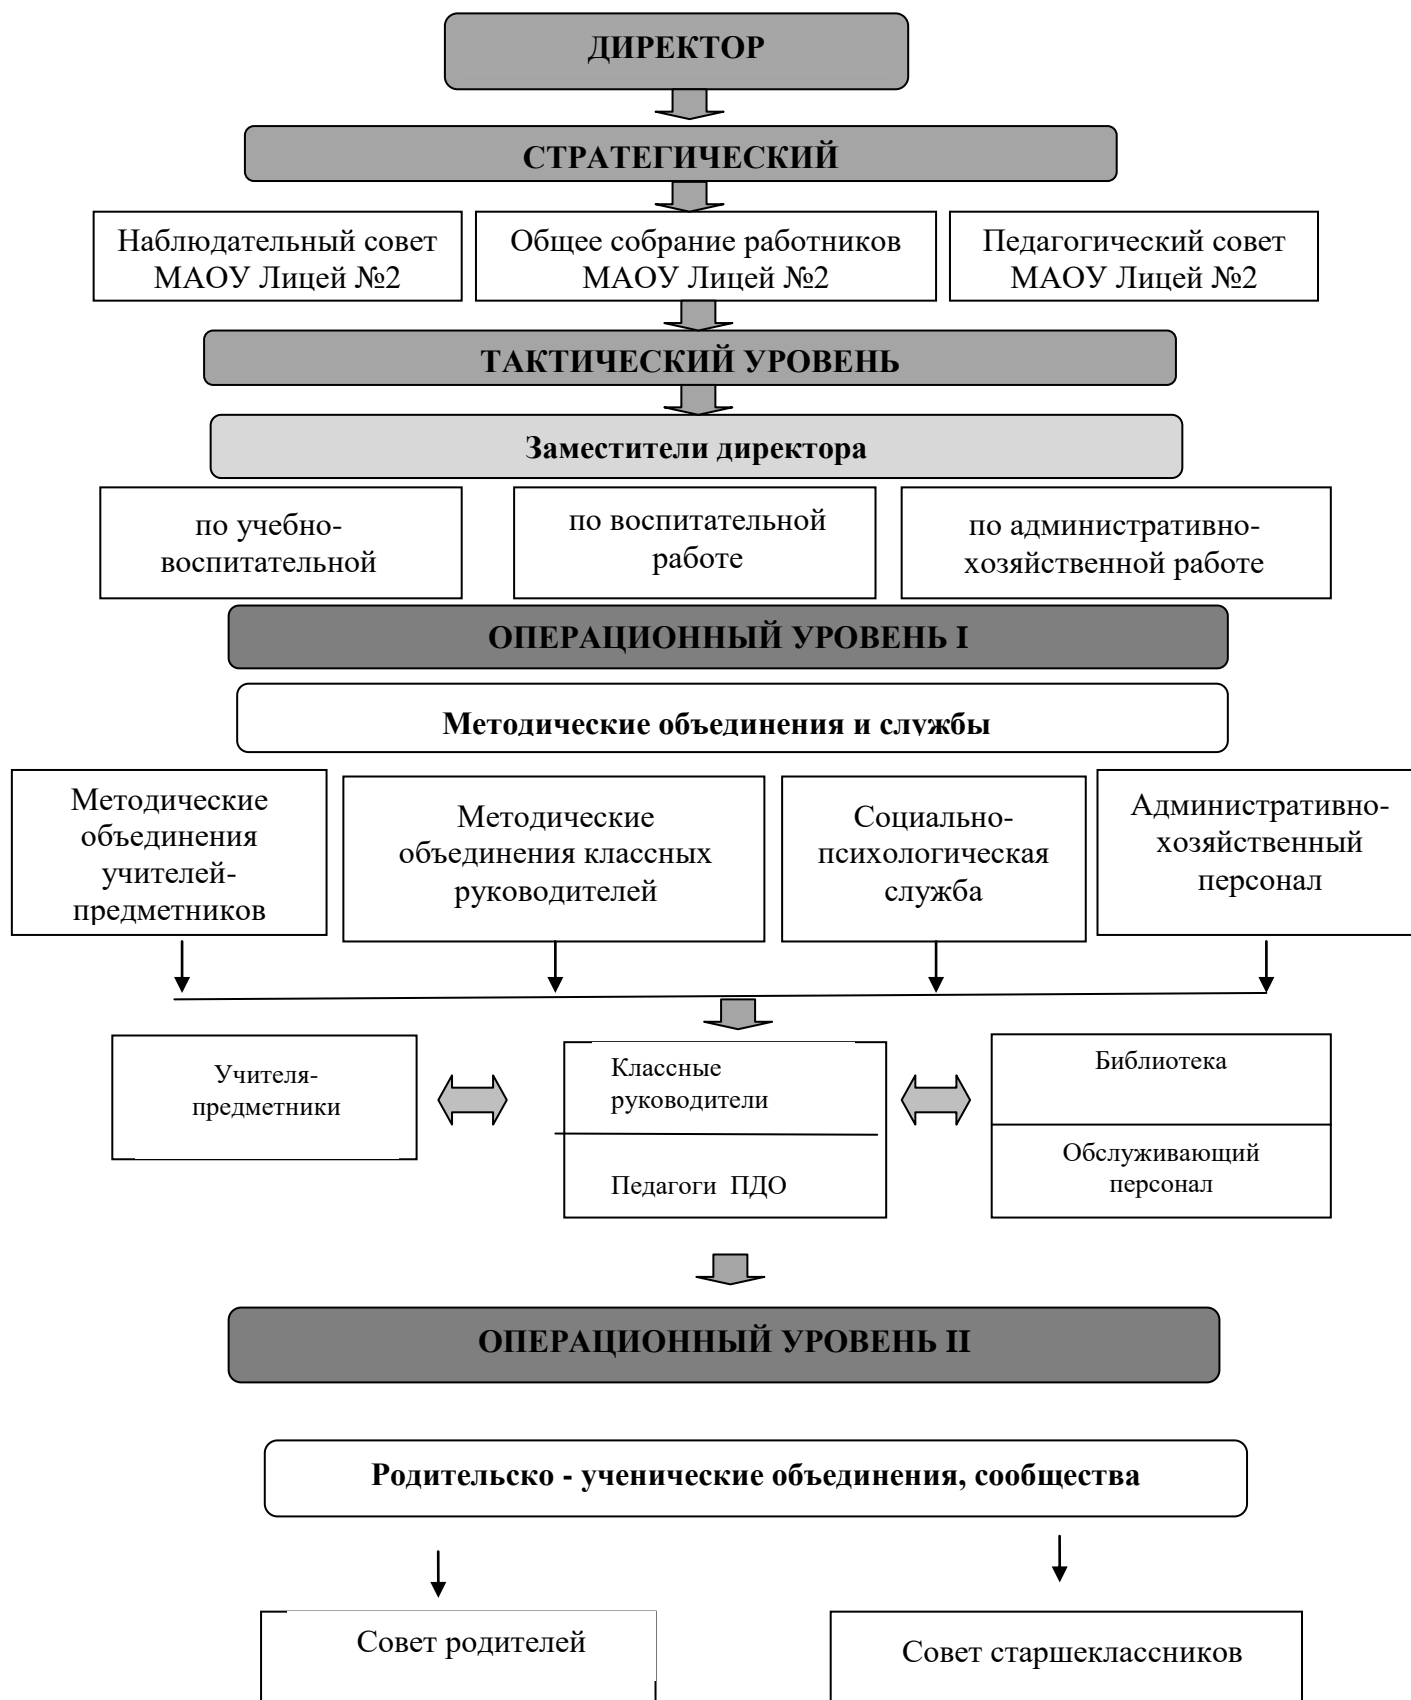 ДИРЕКТОР
СТРАТЕГИЧЕСКИЙ
Наблюдательный совет
МАОУ Лицей №2
Общее собрание работников
МАОУ Лицей №2
Педагогический совет
МАОУ Лицей №2
ТАКТИЧЕСКИЙ УРОВЕНЬ
Заместители директора
по учебно-
воспитательной
по воспитательной
работе
по административно-
хозяйственной работе
ОПЕРАЦИОННЫЙ УРОВЕНЬ I
Методические объединения и службы
Методические
объединения
учителей-
предметников
Методические
объединения классных
руководителей
Социально-
психологическая
служба
Административно-
хозяйственный
персонал
Учителя-
предметники
Классные
руководители
Педагоги ПДО
Библиотека
Обслуживающий
персонал
ОПЕРАЦИОННЫЙ УРОВЕНЬ II
Родительско - ученические объединения, сообщества
Совет родителей
Совет старшеклассников